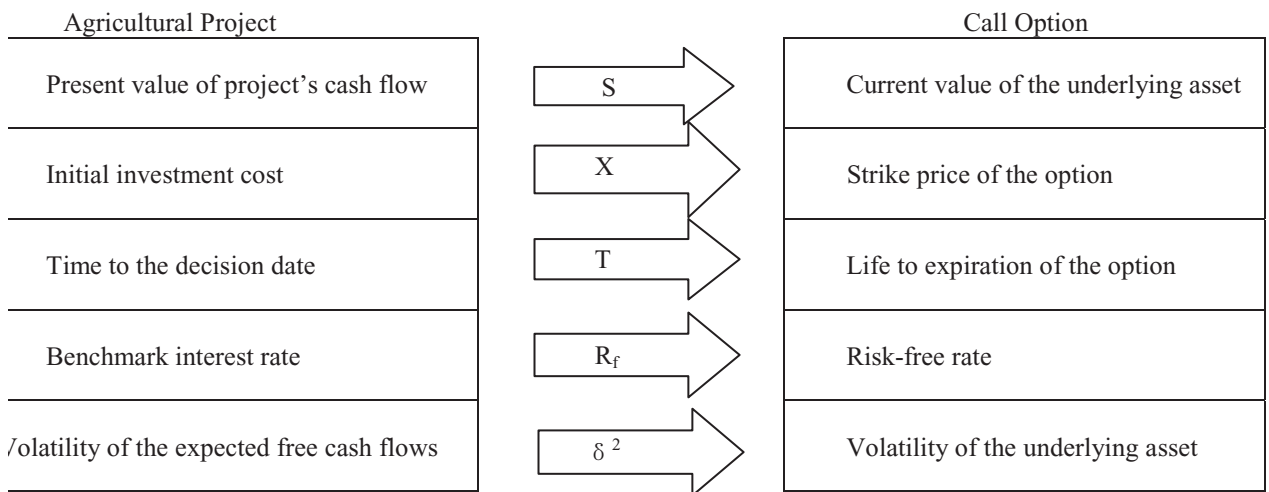 Agricultural Project Call Option
Present value of project’s cash flow S Current value of the underlying asset
Initial investment cost X Strike price of the option
Time to the decision date T Life to expiration of the option
Benchmark interest rate Rf Risk-free rate
Volatility of the expected free cash flows δ 2 Volatility of the underlying asset